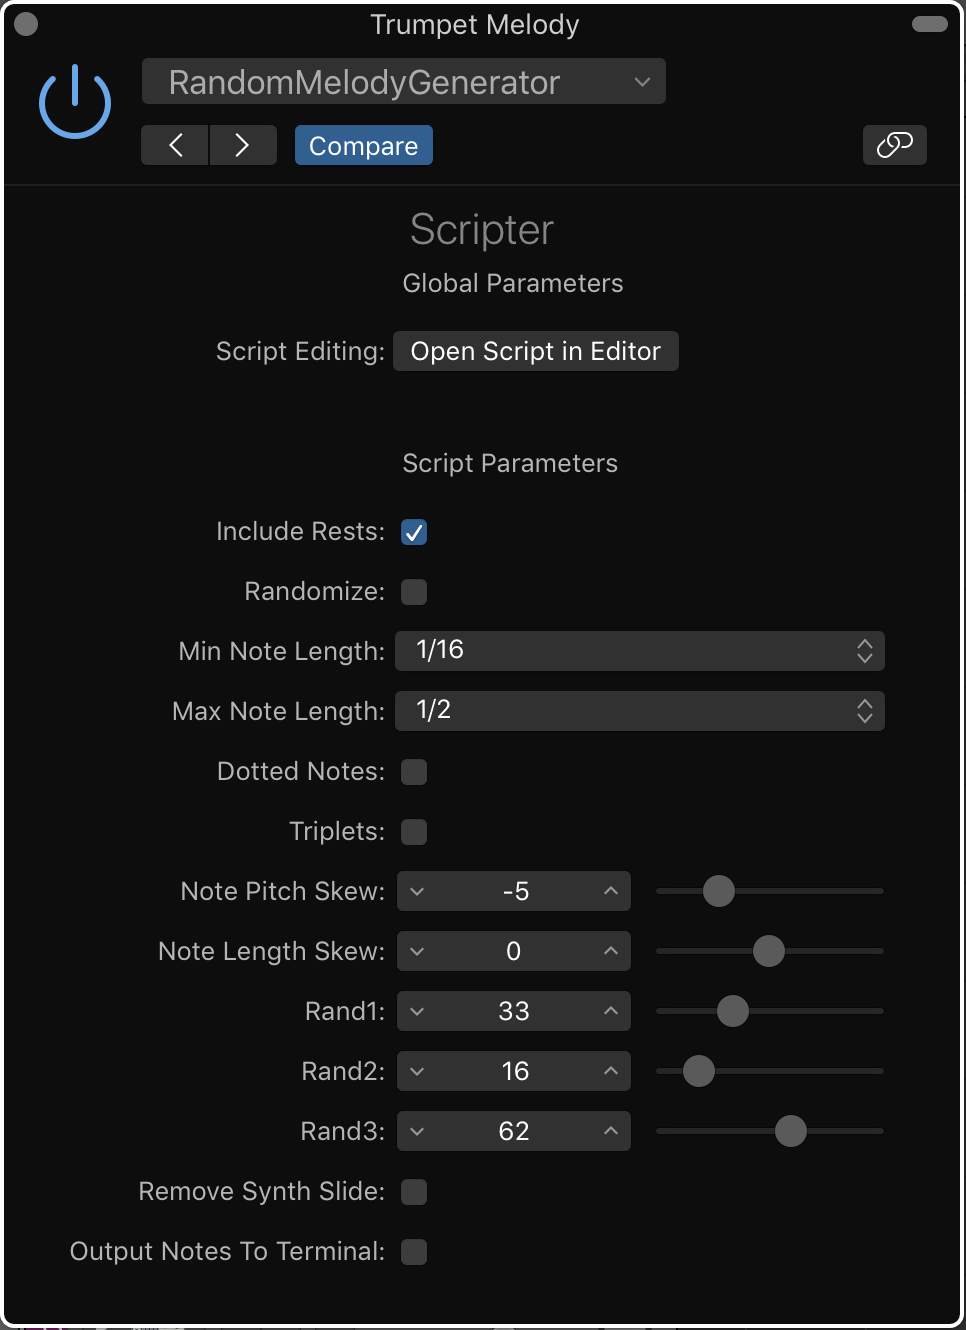 Trumpet Melody
RandomMelodyGenerator
Compare
Scripter
Global Parameters
Script Editing: Open Script in Editor
Script Parameters
Include Rests:
Randomize:
Min Note Length: 1/16
Max Note Length: 1/2
Dotted Notes:
Triplets:
Note Pitch Skew: -5
Note Length Skew: 0
Rand1: 33
Rand2: 16
Rand3: 62
Remove Synth Slide:
Output Notes To Terminal: